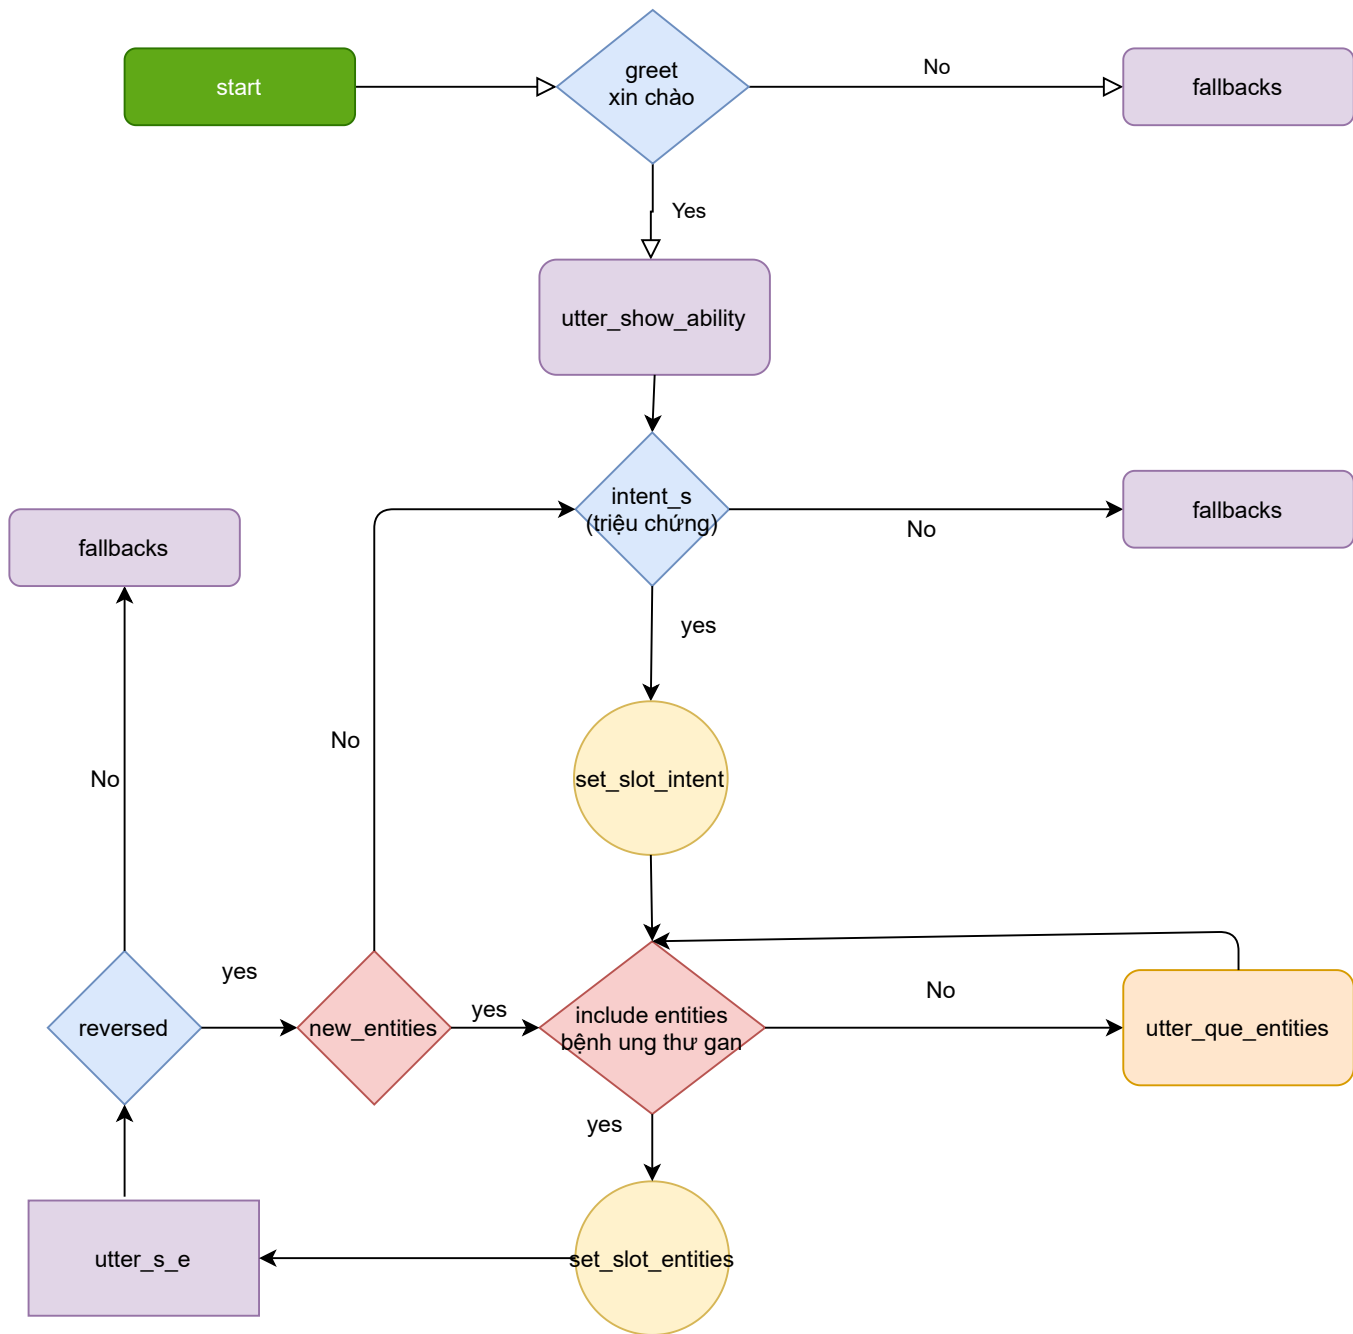 start
greet
xin chào
No
fallbacks
Yes
utter_show_ability
intent_s
(triệu chứng)
No
fallbacks
fallbacks
yes
No
No
set_slot_intent
reversed
yes
new_entities
yes
include entities
bệnh ung thư gan
No
utter_que_entities
yes
utter_s_e
set_slot_entities